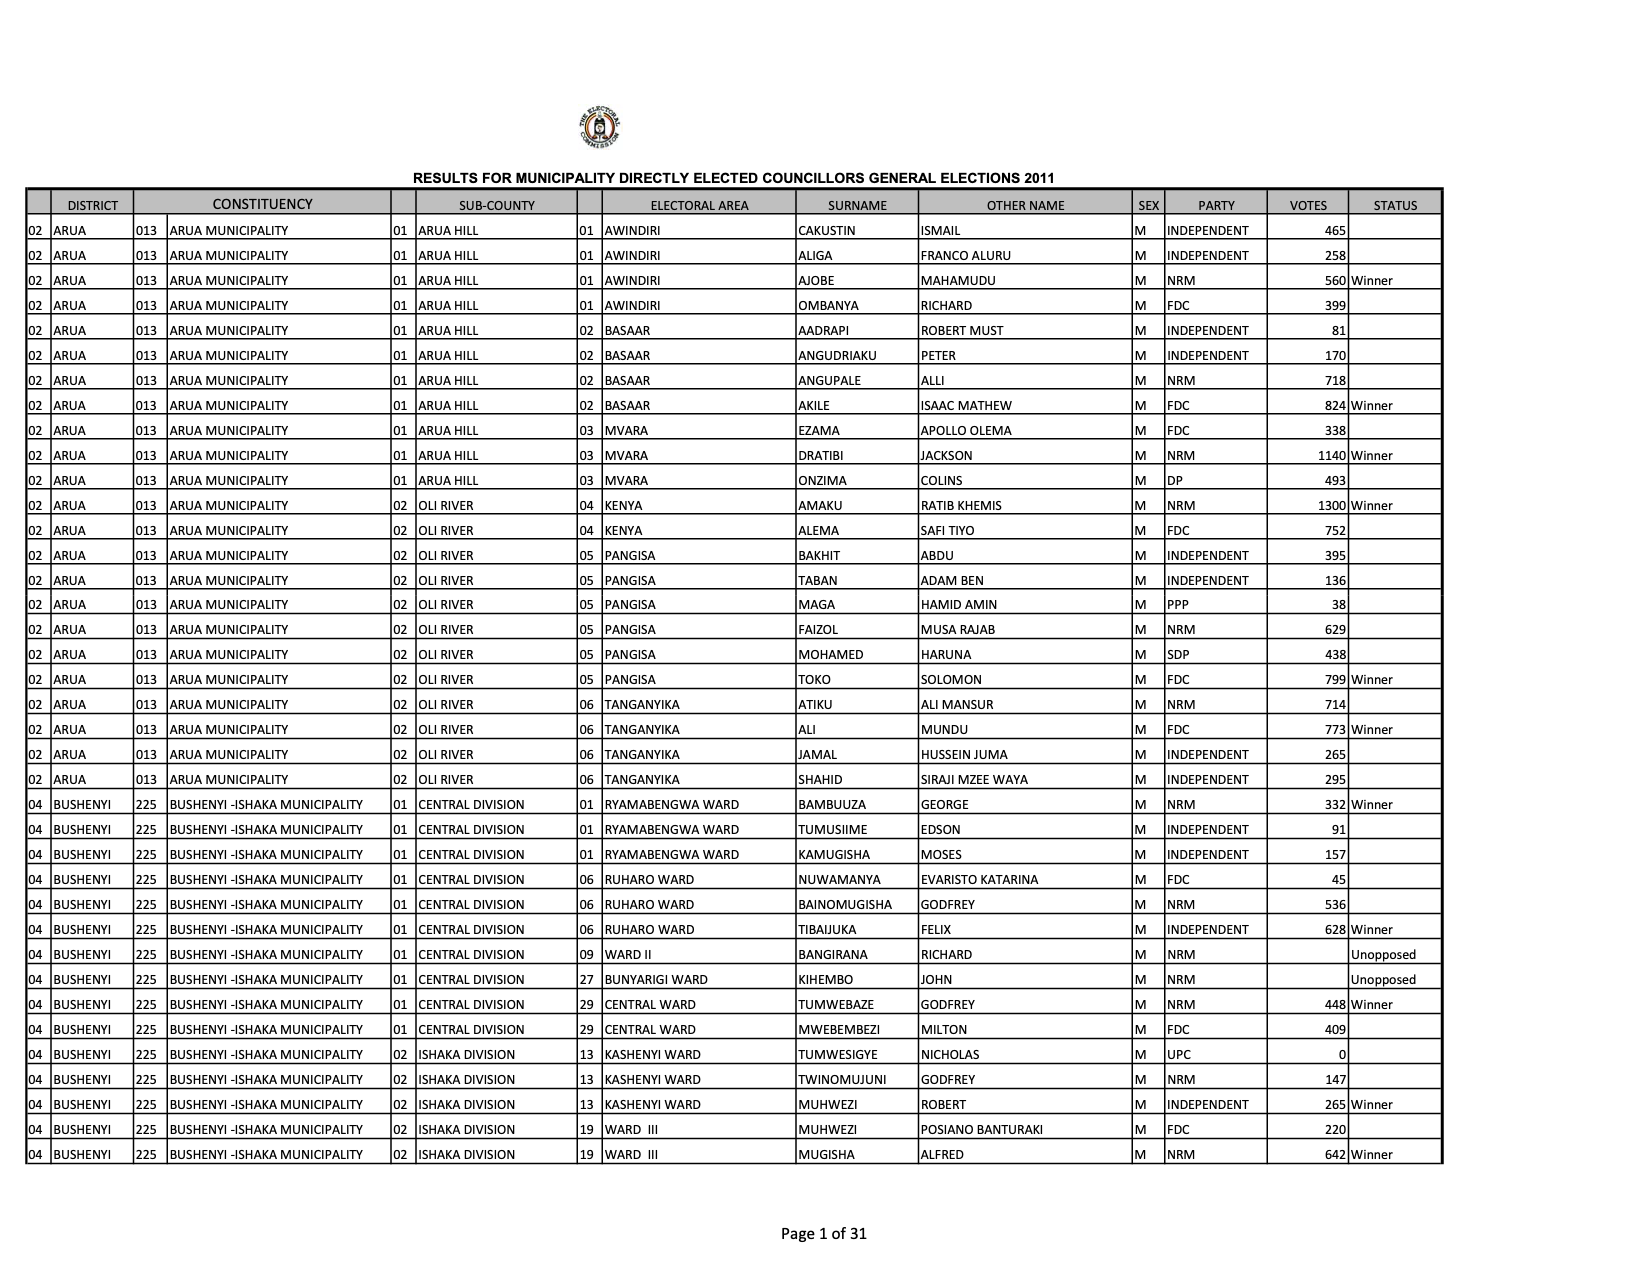 THE ELECTORAL COMMISSION
RESULTS FOR MUNICIPALITY DIRECTLY ELECTED COUNCILLORS GENERAL ELECTIONS 2011
DISTRICT CONSTITUENCY SUB-COUNTY ELECTORAL AREA SURNAME OTHER NAME SEX PARTY VOTES STATUS
02 ARUA 013 ARUA MUNICIPALITY 01 ARUA HILL 01 AWINDIRI CAKUSTIN ISMAIL M INDEPENDENT 465
02 ARUA 013 ARUA MUNICIPALITY 01 ARUA HILL 01 AWINDIRI ALIGA FRANCO ALURU M INDEPENDENT 258
02 ARUA 013 ARUA MUNICIPALITY 01 ARUA HILL 01 AWINDIRI AJOBE MAHAMUDU M NRM 560 Winner
02 ARUA 013 ARUA MUNICIPALITY 01 ARUA HILL 01 AWINDIRI OMBANYA RICHARD M FDC 399
02 ARUA 013 ARUA MUNICIPALITY 01 ARUA HILL 02 BASAAR AADRAPI ROBERT MUST M INDEPENDENT 81
02 ARUA 013 ARUA MUNICIPALITY 01 ARUA HILL 02 BASAAR ANGUDRIAKU PETER M INDEPENDENT 170
02 ARUA 013 ARUA MUNICIPALITY 01 ARUA HILL 02 BASAAR ANGUPALE ALLI M NRM 718
02 ARUA 013 ARUA MUNICIPALITY 01 ARUA HILL 02 BASAAR AKILE ISAAC MATHEW M FDC 824 Winner
02 ARUA 013 ARUA MUNICIPALITY 01 ARUA HILL 03 MVARA EZAMA APOLLO OLEMA M FDC 338
02 ARUA 013 ARUA MUNICIPALITY 01 ARUA HILL 03 MVARA DRATIBI JACKSON M NRM 1140 Winner
02 ARUA 013 ARUA MUNICIPALITY 01 ARUA HILL 03 MVARA ONZIMA COLINS M DP 493
02 ARUA 013 ARUA MUNICIPALITY 02 OLI RIVER 04 KENYA AMAKU RATIB KHEMIS M NRM 1300 Winner
02 ARUA 013 ARUA MUNICIPALITY 02 OLI RIVER 04 KENYA ALEMA SAFI TIYO M FDC 752
02 ARUA 013 ARUA MUNICIPALITY 02 OLI RIVER 05 PANGISA BAKHIT ABDU M INDEPENDENT 395
02 ARUA 013 ARUA MUNICIPALITY 02 OLI RIVER 05 PANGISA TABAN ADAM BEN M INDEPENDENT 136
02 ARUA 013 ARUA MUNICIPALITY 02 OLI RIVER 05 PANGISA MAGA HAMID AMIN M PPP 38
02 ARUA 013 ARUA MUNICIPALITY 02 OLI RIVER 05 PANGISA FAIZOL MUSA RAJAB M NRM 629
02 ARUA 013 ARUA MUNICIPALITY 02 OLI RIVER 05 PANGISA MOHAMED HARUNA M SDP 438
02 ARUA 013 ARUA MUNICIPALITY 02 OLI RIVER 05 PANGISA TOKO SOLOMON M FDC 799 Winner
02 ARUA 013 ARUA MUNICIPALITY 02 OLI RIVER 06 TANGANYIKA ATIKU ALI MANSUR M NRM 714
02 ARUA 013 ARUA MUNICIPALITY 02 OLI RIVER 06 TANGANYIKA ALI MUNDU M FDC 773 Winner
02 ARUA 013 ARUA MUNICIPALITY 02 OLI RIVER 06 TANGANYIKA JAMAL HUSSEIN JUMA M INDEPENDENT 265
02 ARUA 013 ARUA MUNICIPALITY 02 OLI RIVER 06 TANGANYIKA SHAHID SIRAJI MZEE WAYA M INDEPENDENT 295
04 BUSHENYI 225 BUSHENYI -ISHAKA MUNICIPALITY 01 CENTRAL DIVISION 01 RYAMABENGWA WARD BAMBUUZA GEORGE M NRM 332 Winner
04 BUSHENYI 225 BUSHENYI -ISHAKA MUNICIPALITY 01 CENTRAL DIVISION 01 RYAMABENGWA WARD TUMUSIIME EDSON M INDEPENDENT 91
04 BUSHENYI 225 BUSHENYI -ISHAKA MUNICIPALITY 01 CENTRAL DIVISION 01 RYAMABENGWA WARD KAMUGISHA MOSES M INDEPENDENT 157
04 BUSHENYI 225 BUSHENYI -ISHAKA MUNICIPALITY 01 CENTRAL DIVISION 06 RUHARO WARD NUWAMANYA EVARISTO KATARINA M FDC 45
04 BUSHENYI 225 BUSHENYI -ISHAKA MUNICIPALITY 01 CENTRAL DIVISION 06 RUHARO WARD BAINOMUGISHA GODFREY M NRM 536
04 BUSHENYI 225 BUSHENYI -ISHAKA MUNICIPALITY 01 CENTRAL DIVISION 06 RUHARO WARD TIBAIJUKA FELIX M INDEPENDENT 628 Winner
04 BUSHENYI 225 BUSHENYI -ISHAKA MUNICIPALITY 01 CENTRAL DIVISION 09 WARD II BANGIRANA RICHARD M NRM Unopposed
04 BUSHENYI 225 BUSHENYI -ISHAKA MUNICIPALITY 01 CENTRAL DIVISION 27 BUNYARIGI WARD KIHEMBO JOHN M NRM Unopposed
04 BUSHENYI 225 BUSHENYI -ISHAKA MUNICIPALITY 01 CENTRAL DIVISION 29 CENTRAL WARD TUMWEBAZE GODFREY M NRM 448 Winner
04 BUSHENYI 225 BUSHENYI -ISHAKA MUNICIPALITY 01 CENTRAL DIVISION 29 CENTRAL WARD MWEBEMBEZI MILTON M FDC 409
04 BUSHENYI 225 BUSHENYI -ISHAKA MUNICIPALITY 02 ISHAKA DIVISION 13 KASHENYI WARD TUMWESIGYE NICHOLAS M UPC 0
04 BUSHENYI 225 BUSHENYI -ISHAKA MUNICIPALITY 02 ISHAKA DIVISION 13 KASHENYI WARD TWINOMUJUNI GODFREY M NRM 147
04 BUSHENYI 225 BUSHENYI -ISHAKA MUNICIPALITY 02 ISHAKA DIVISION 13 KASHENYI WARD MUHWEZI ROBERT M INDEPENDENT 265 Winner
04 BUSHENYI 225 BUSHENYI -ISHAKA MUNICIPALITY 02 ISHAKA DIVISION 19 WARD III MUHWEZI POSIANO BANTURAKI M FDC 220
04 BUSHENYI 225 BUSHENYI -ISHAKA MUNICIPALITY 02 ISHAKA DIVISION 19 WARD III MUGISHA ALFRED M NRM 642 Winner
Page 1 of 31